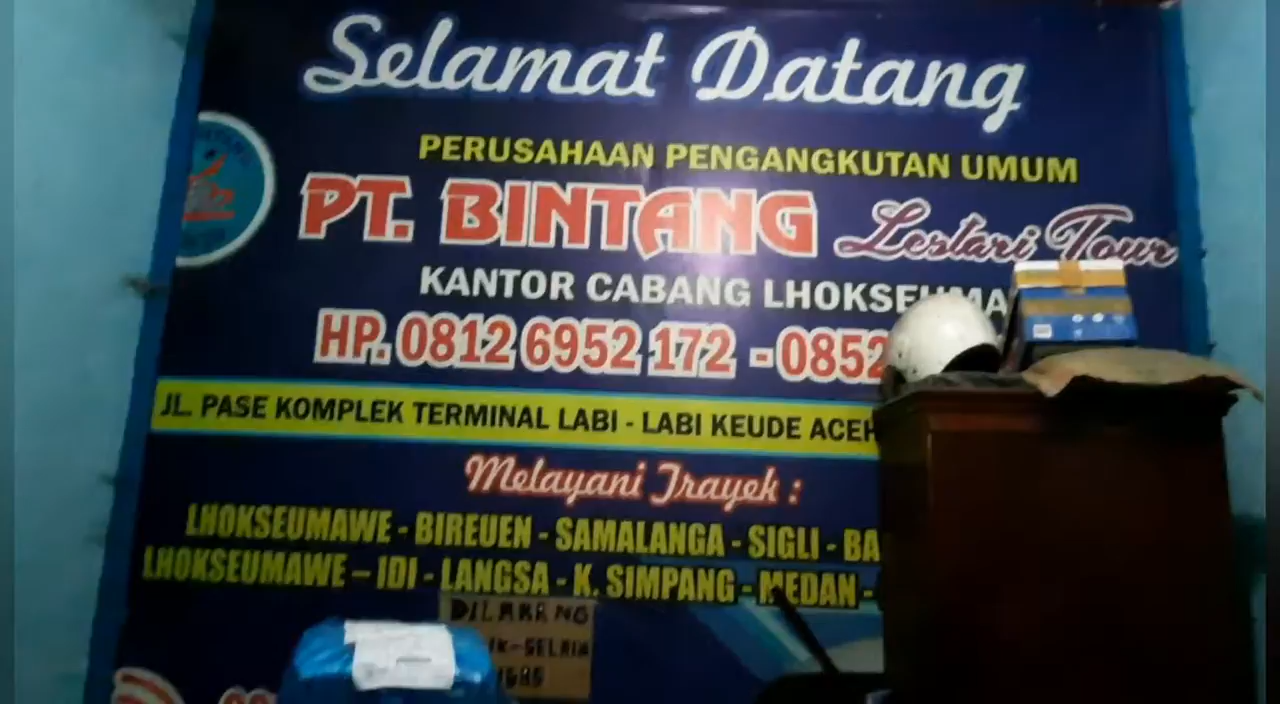 Selamat Datang
PERUSAHAAN PENGANGKUTAN UMUM
PT. BINTANG Lestari Tour
KANTOR CABANG LHOKSEUMA
HP. 0812 6952 172 - 0852
JL. PASE KOMPLEK TERMINAL LABI - LABI KEUDE ACEH
Melayani Trayek :
LHOKSEUMAWE - BIREUEN - SAMALANGA - SIGLI - BA
LHOKSEUMAWE – IDI - LANGSA - K. SIMPANG - MEDAN -
DILARANG